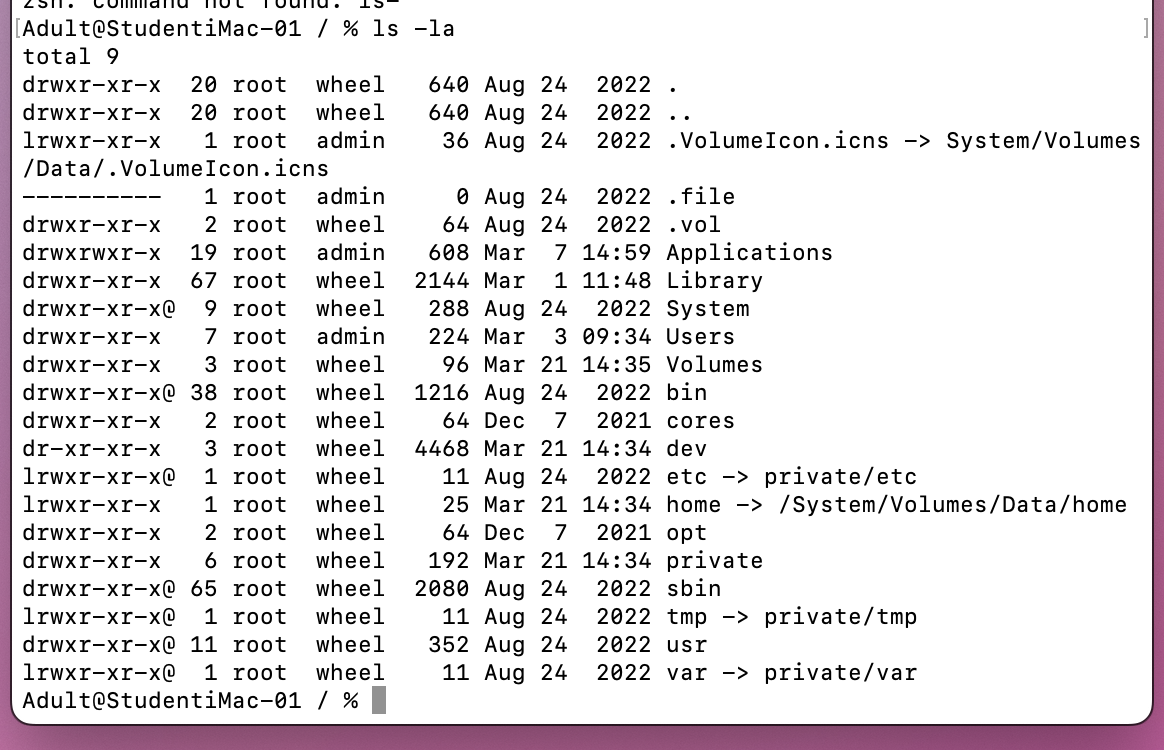 zsh: command not found: ls-
[Adult@StudentiMac-01 / % ls -la ]
total 9
drwxr-xr-x  20 root  wheel   640 Aug 24  2022 .
drwxr-xr-x  20 root  wheel   640 Aug 24  2022 ..
lrwxr-xr-x   1 root  admin    36 Aug 24  2022 .VolumeIcon.icns -> System/Volumes
/Data/.VolumeIcon.icns
----------   1 root  admin     0 Aug 24  2022 .file
drwxr-xr-x   2 root  wheel    64 Aug 24  2022 .vol
drwxrwxr-x  19 root  admin   608 Mar  7 14:59 Applications
drwxr-xr-x  67 root  wheel  2144 Mar  1 11:48 Library
drwxr-xr-x@  9 root  wheel   288 Aug 24  2022 System
drwxr-xr-x   7 root  admin   224 Mar  3 09:34 Users
drwxr-xr-x   3 root  wheel    96 Mar 21 14:35 Volumes
drwxr-xr-x@ 38 root  wheel  1216 Aug 24  2022 bin
drwxr-xr-x   2 root  wheel    64 Dec  7  2021 cores
dr-xr-xr-x   3 root  wheel  4468 Mar 21 14:34 dev
lrwxr-xr-x@  1 root  wheel    11 Aug 24  2022 etc -> private/etc
lrwxr-xr-x   1 root  wheel    25 Mar 21 14:34 home -> /System/Volumes/Data/home
drwxr-xr-x   2 root  wheel    64 Dec  7  2021 opt
drwxr-xr-x   6 root  wheel   192 Mar 21 14:34 private
drwxr-xr-x@ 65 root  wheel  2080 Aug 24  2022 sbin
lrwxr-xr-x@  1 root  wheel    11 Aug 24  2022 tmp -> private/tmp
drwxr-xr-x@ 11 root  wheel   352 Aug 24  2022 usr
lrwxr-xr-x@  1 root  wheel    11 Aug 24  2022 var -> private/var
Adult@StudentiMac-01 / %